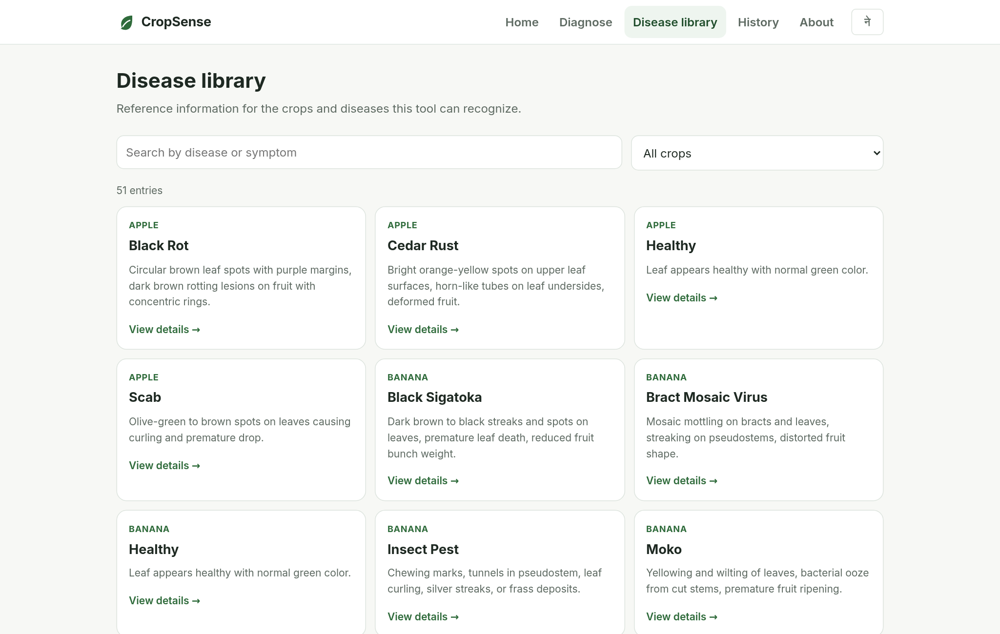 CropSense
Home
Diagnose
Disease library
History
About
ने
Disease library
Reference information for the crops and diseases this tool can recognize.
Search by disease or symptom
All crops
51 entries
APPLE
Black Rot
Circular brown leaf spots with purple margins,
dark brown rotting lesions on fruit with
concentric rings.
View details →
APPLE
Cedar Rust
Bright orange-yellow spots on upper leaf
surfaces, horn-like tubes on leaf undersides,
deformed fruit.
View details →
APPLE
Healthy
Leaf appears healthy with normal green color.
View details →
APPLE
Scab
Olive-green to brown spots on leaves causing
curling and premature drop.
View details →
BANANA
Black Sigatoka
Dark brown to black streaks and spots on
leaves, premature leaf death, reduced fruit
bunch weight.
View details →
BANANA
Bract Mosaic Virus
Mosaic mottling on bracts and leaves,
streaking on pseudostems, distorted fruit
shape.
View details →
BANANA
Healthy
Leaf appears healthy with normal green color.
View details →
BANANA
Insect Pest
Chewing marks, tunnels in pseudostem, leaf
curling, silver streaks, or frass deposits.
View details →
BANANA
Moko
Yellowing and wilting of leaves, bacterial ooze
from cut stems, premature fruit ripening.
View details →